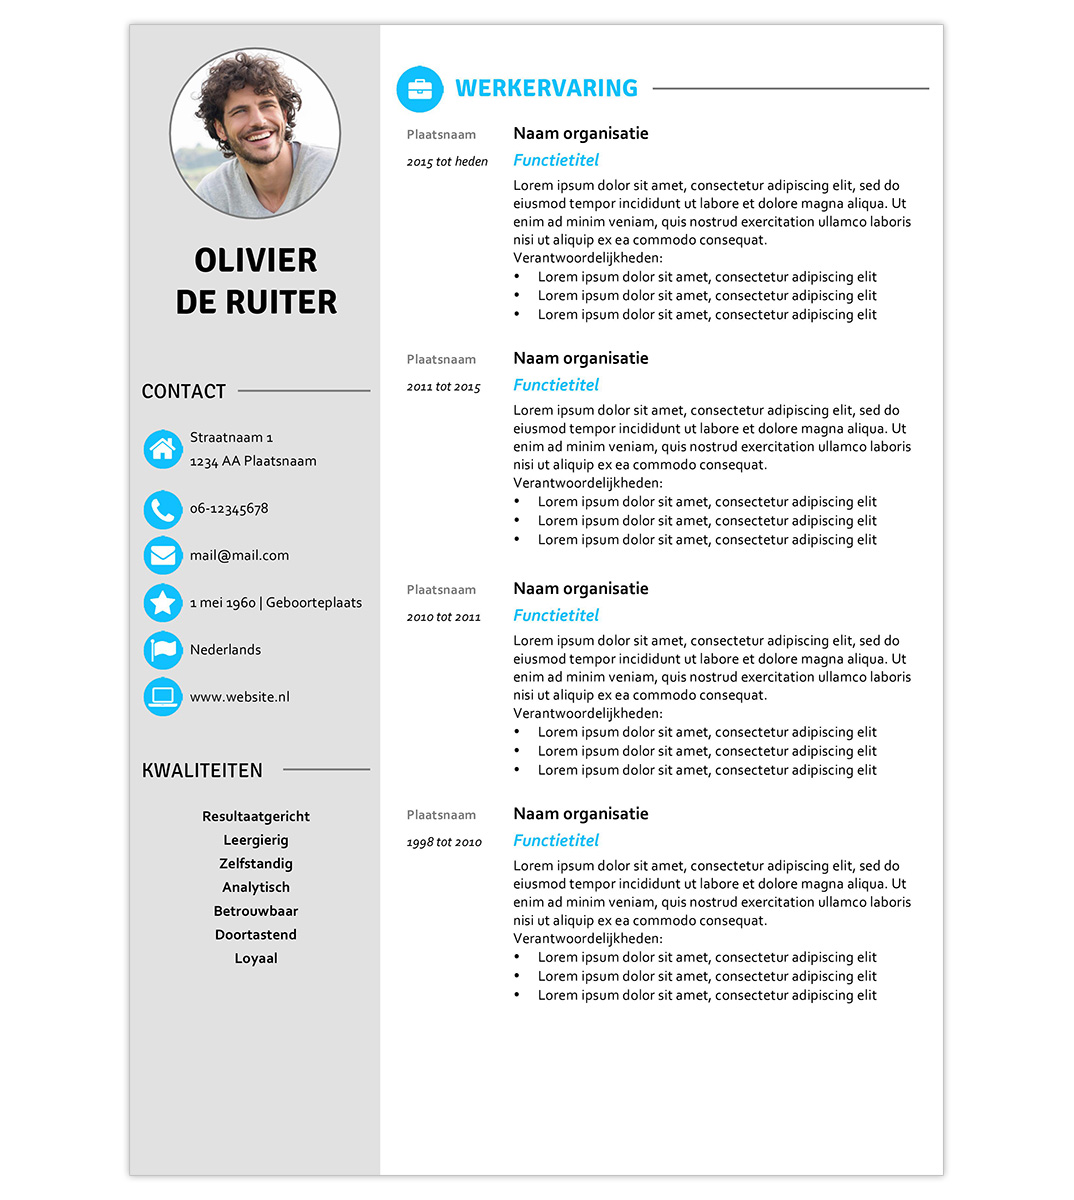 OLIVIER
DE RUITER
CONTACT
Straatnaam 1
1234 AA Plaatsnaam
06-12345678
mail@mail.com
1 mei 1960 | Geboorteplaats
Nederlands
www.website.nl
KWALITEITEN
Resultaatgericht
Leergierig
Zelfstandig
Analytisch
Betrouwbaar
Doortastend
Loyaal
WERKERVARING
Plaatsnaam
2015 tot heden
Naam organisatie
Functietitel
Lorem ipsum dolor sit amet, consectetur adipiscing elit, sed do
eiusmod tempor incididunt ut labore et dolore magna aliqua. Ut
enim ad minim veniam, quis nostrud exercitation ullamco laboris
nisi ut aliquip ex ea commodo consequat.
Verantwoordelijkheden:
• Lorem ipsum dolor sit amet, consectetur adipiscing elit
• Lorem ipsum dolor sit amet, consectetur adipiscing elit
• Lorem ipsum dolor sit amet, consectetur adipiscing elit
Plaatsnaam
2011 tot 2015
Naam organisatie
Functietitel
Lorem ipsum dolor sit amet, consectetur adipiscing elit, sed do
eiusmod tempor incididunt ut labore et dolore magna aliqua. Ut
enim ad minim veniam, quis nostrud exercitation ullamco laboris
nisi ut aliquip ex ea commodo consequat.
Verantwoordelijkheden:
• Lorem ipsum dolor sit amet, consectetur adipiscing elit
• Lorem ipsum dolor sit amet, consectetur adipiscing elit
• Lorem ipsum dolor sit amet, consectetur adipiscing elit
Plaatsnaam
2010 tot 2011
Naam organisatie
Functietitel
Lorem ipsum dolor sit amet, consectetur adipiscing elit, sed do
eiusmod tempor incididunt ut labore et dolore magna aliqua. Ut
enim ad minim veniam, quis nostrud exercitation ullamco laboris
nisi ut aliquip ex ea commodo consequat.
Verantwoordelijkheden:
• Lorem ipsum dolor sit amet, consectetur adipiscing elit
• Lorem ipsum dolor sit amet, consectetur adipiscing elit
• Lorem ipsum dolor sit amet, consectetur adipiscing elit
Plaatsnaam
1998 tot 2010
Naam organisatie
Functietitel
Lorem ipsum dolor sit amet, consectetur adipiscing elit, sed do
eiusmod tempor incididunt ut labore et dolore magna aliqua. Ut
enim ad minim veniam, quis nostrud exercitation ullamco laboris
nisi ut aliquip ex ea commodo consequat.
Verantwoordelijkheden:
• Lorem ipsum dolor sit amet, consectetur adipiscing elit
• Lorem ipsum dolor sit amet, consectetur adipiscing elit
• Lorem ipsum dolor sit amet, consectetur adipiscing elit